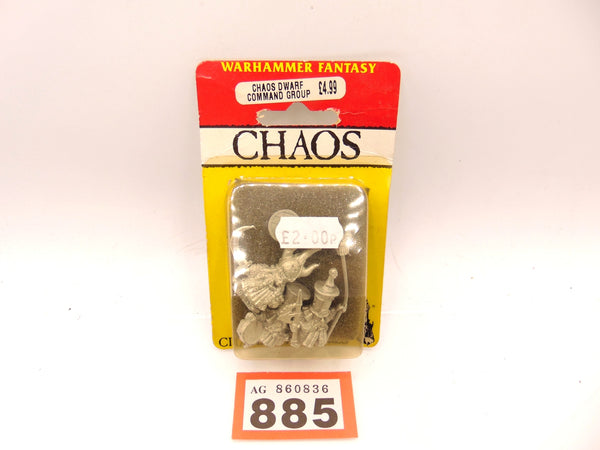 WARHAMMER FANTASY
CHAOS DWARF
COMMAND GROUP £4.99
CHAOS
£2·00p
AG 860836
885